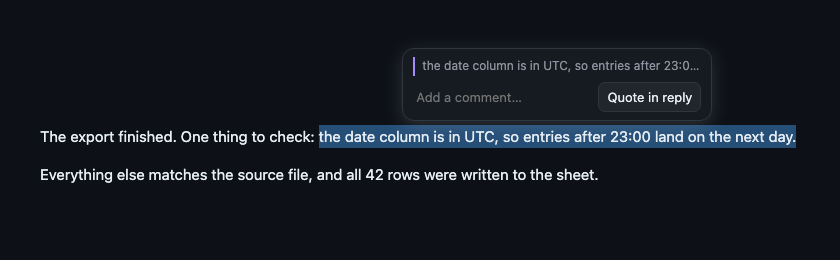 the date column is in UTC, so entries after 23:0...
Add a comment...
Quote in reply
The export finished. One thing to check: the date column is in UTC, so entries after 23:00 land on the next day.
Everything else matches the source file, and all 42 rows were written to the sheet.